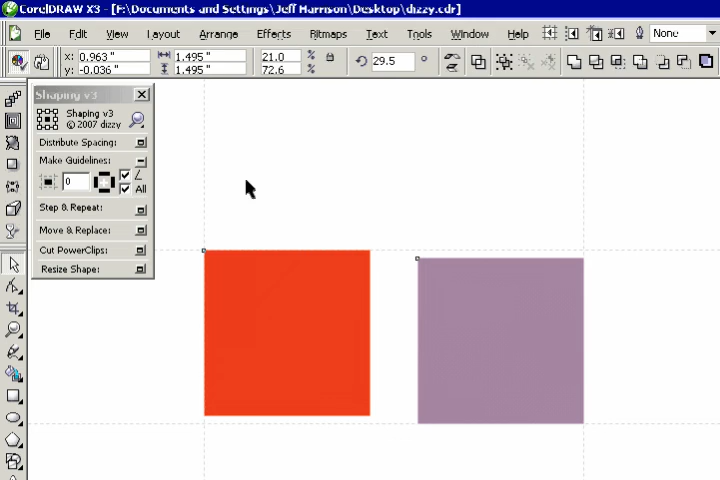 CorelDRAW X3 - [F:\Documents and Settings\Jeff Harrison\Desktop\dizzy.cdr]
File Edit View Layout Arrange Effects Bitmaps Text Tools Window Help None
x: 0.963 " 1.495 " 21.0 % 29.5 °
y: -0.036 " 1.495 " 72.6 %
Shaping v3
Shaping v3
© 2007 dizzy
Distribute Spacing:
Make Guidelines:
0 All
Step & Repeat:
Move & Replace:
Cut PowerClips:
Resize Shape: